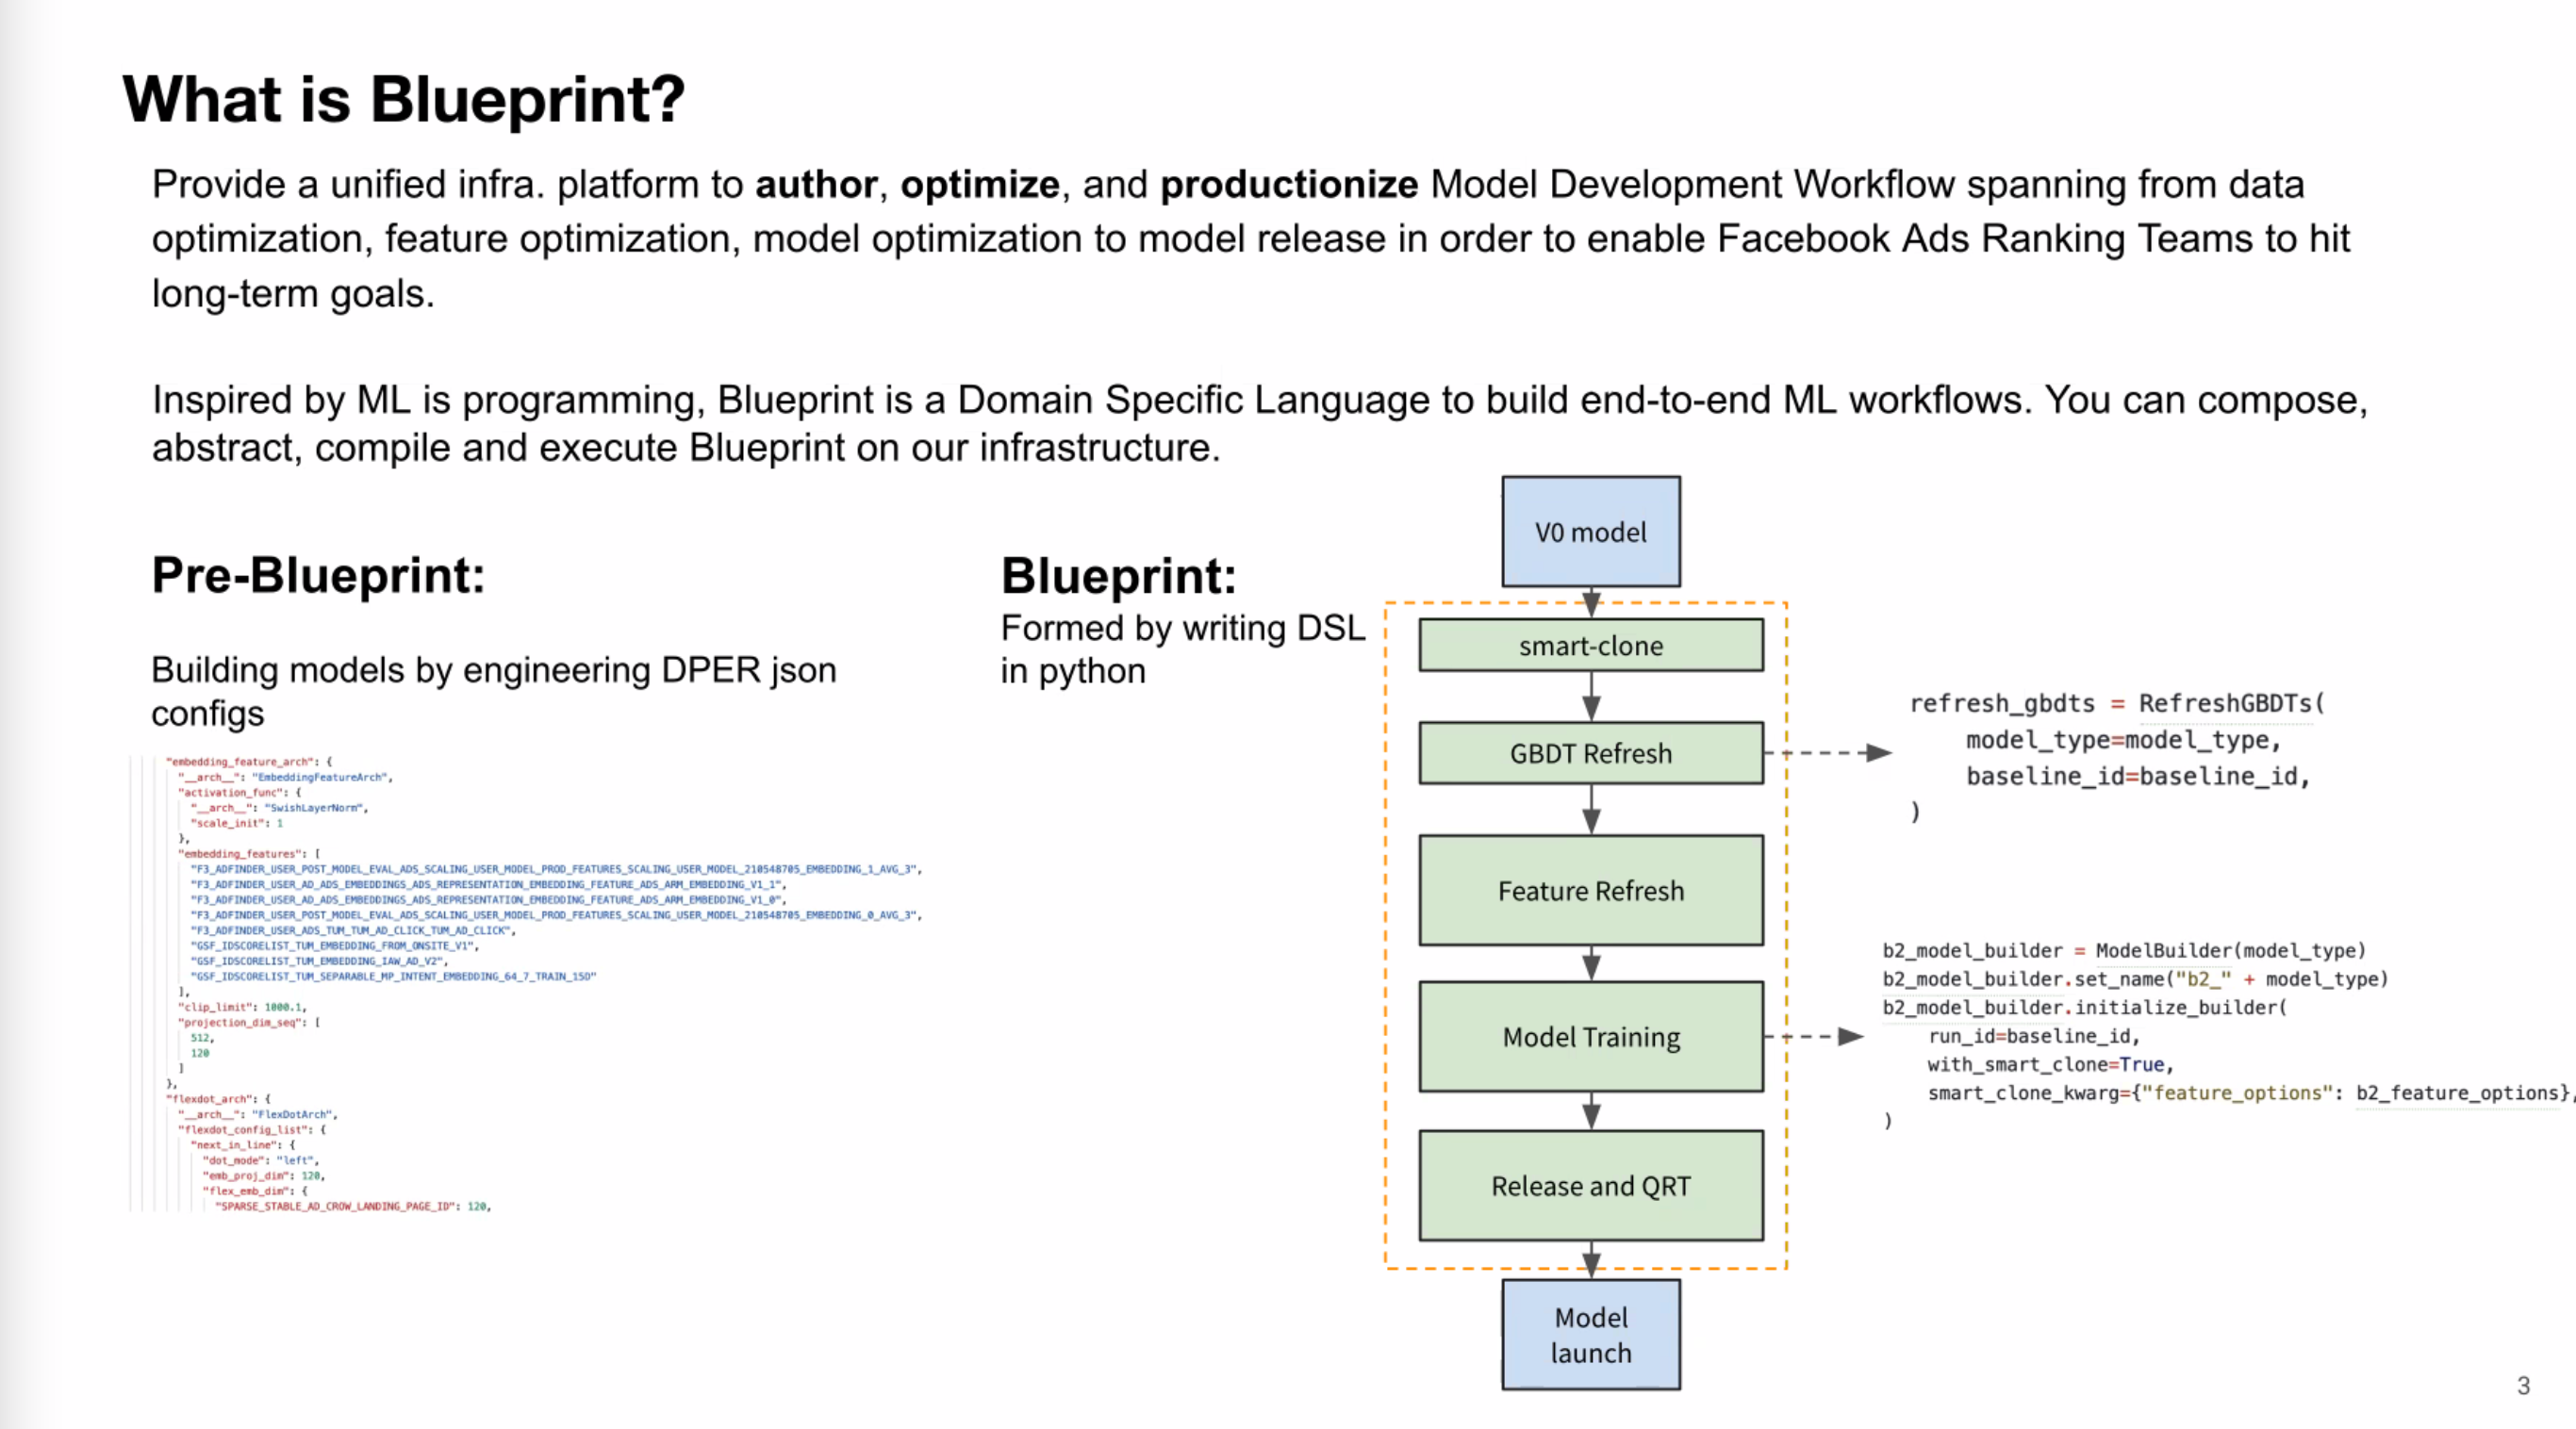 What is Blueprint?
Provide a unified infra. platform to author, optimize, and productionize Model Development Workflow spanning from data
optimization, feature optimization, model optimization to model release in order to enable Facebook Ads Ranking Teams to hit
long-term goals.
Inspired by ML is programming, Blueprint is a Domain Specific Language to build end-to-end ML workflows. You can compose,
abstract, compile and execute Blueprint on our infrastructure.
Pre-Blueprint:
Building models by engineering DPER json
configs
"embedding_feature_arch": {
"__arch__": "EmbeddingFeatureArch",
"activation_func": {
"__arch__": "SwishLayerNorm",
"scale_init": 1
},
"embedding_features": [
"F3_ADFINDER_USER_POST_MODEL_EVAL_ADS_SCALING_USER_MODEL_PROD_FEATURES_SCALING_USER_MODEL_210548705_EMBEDDING_1_AVG_3",
"F3_ADFINDER_USER_AD_ADS_EMBEDDINGS_ADS_REPRESENTATION_EMBEDDING_FEATURE_ADS_ARM_EMBEDDING_V1_1",
"F3_ADFINDER_USER_AD_ADS_EMBEDDINGS_ADS_REPRESENTATION_EMBEDDING_FEATURE_ADS_ARM_EMBEDDING_V1_0",
"F3_ADFINDER_USER_POST_MODEL_EVAL_ADS_SCALING_USER_MODEL_PROD_FEATURES_SCALING_USER_MODEL_210548705_EMBEDDING_0_AVG_3",
"F3_ADFINDER_USER_ADS_TUM_TUM_AD_CLICK_TUM_AD_CLICK",
"GSF_IDSCORELIST_TUM_EMBEDDING_FROM_ONSITE_V1",
"GSF_IDSCORELIST_TUM_EMBEDDING_IAW_AD_V2",
"GSF_IDSCORELIST_TUM_SEPARABLE_MP_INTENT_EMBEDDING_64_7_TRAIN_15D"
],
"clip_limit": 1000.1,
"projection_dim_seq": [
512,
120
]
},
"flexdot_arch": {
"__arch__": "FlexDotArch",
"flexdot_config_list": {
"next_in_line": {
"dot_mode": "left",
"emb_proj_dim": 120,
"flex_emb_dim": {
"SPARSE_STABLE_AD_CROW_LANDING_PAGE_ID": 120,
Blueprint:
Formed by writing DSL
in python
V0 model
smart-clone
GBDT Refresh
Feature Refresh
Model Training
Release and QRT
Model
launch
refresh_gbdts = RefreshGBDTs(
model_type=model_type,
baseline_id=baseline_id,
)
b2_model_builder = ModelBuilder(model_type)
b2_model_builder.set_name("b2_" + model_type)
b2_model_builder.initialize_builder(
run_id=baseline_id,
with_smart_clone=True,
smart_clone_kwarg={"feature_options": b2_feature_options},
)
3